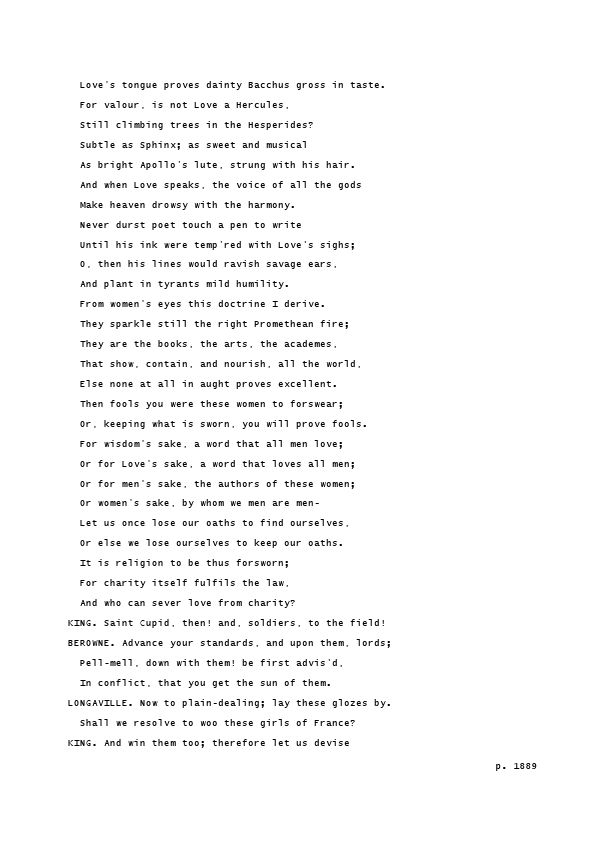 Love's tongue proves dainty Bacchus gross in taste.
For valour, is not Love a Hercules,
Still climbing trees in the Hesperides?
Subtle as Sphinx; as sweet and musical
As bright Apollo's lute, strung with his hair.
And when Love speaks, the voice of all the gods
Make heaven drowsy with the harmony.
Never durst poet touch a pen to write
Until his ink were temp'red with Love's sighs;
O, then his lines would ravish savage ears,
And plant in tyrants mild humility.
From women's eyes this doctrine I derive.
They sparkle still the right Promethean fire;
They are the books, the arts, the academes,
That show, contain, and nourish, all the world,
Else none at all in aught proves excellent.
Then fools you were these women to forswear;
Or, keeping what is sworn, you will prove fools.
For wisdom's sake, a word that all men love;
Or for Love's sake, a word that loves all men;
Or for men's sake, the authors of these women;
Or women's sake, by whom we men are men-
Let us once lose our oaths to find ourselves,
Or else we lose ourselves to keep our oaths.
It is religion to be thus forsworn;
For charity itself fulfils the law,
And who can sever love from charity?
KING. Saint Cupid, then! and, soldiers, to the field!
BEROWNE. Advance your standards, and upon them, lords;
Pell-mell, down with them! be first advis'd,
In conflict, that you get the sun of them.
LONGAVILLE. Now to plain-dealing; lay these glozes by.
Shall we resolve to woo these girls of France?
KING. And win them too; therefore let us devise
p. 1889